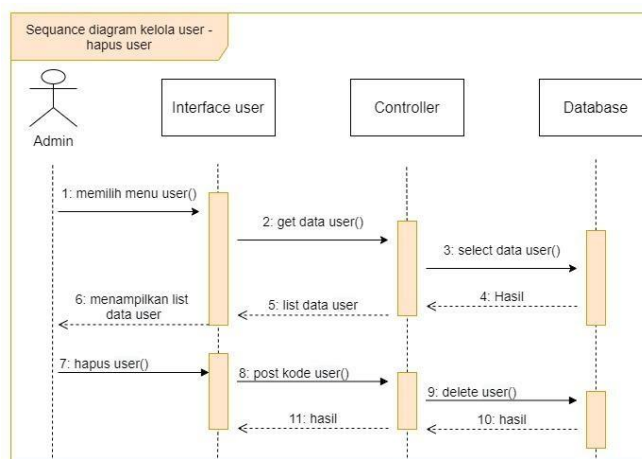 Sequance diagram kelola user -
hapus user
Admin
Interface user
Controller
Database
1: memilih menu user()
2: get data user()
3: select data user()
4: Hasil
5: list data user
6: menampilkan list
data user
7: hapus user()
8: post kode user()
9: delete user()
10: hasil
11: hasil